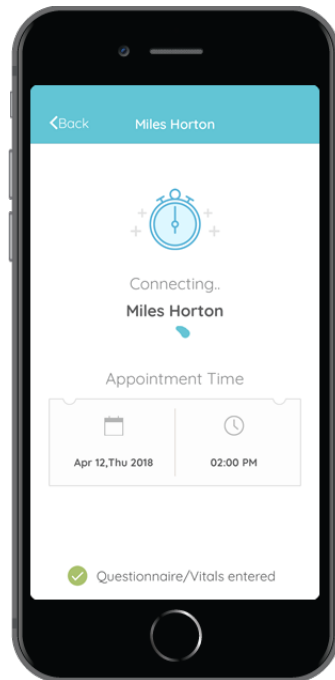 Back
Miles Horton
Connecting..
Miles Horton
Appointment Time
Apr 12,Thu 2018
02:00 PM
Questionnaire/Vitals entered